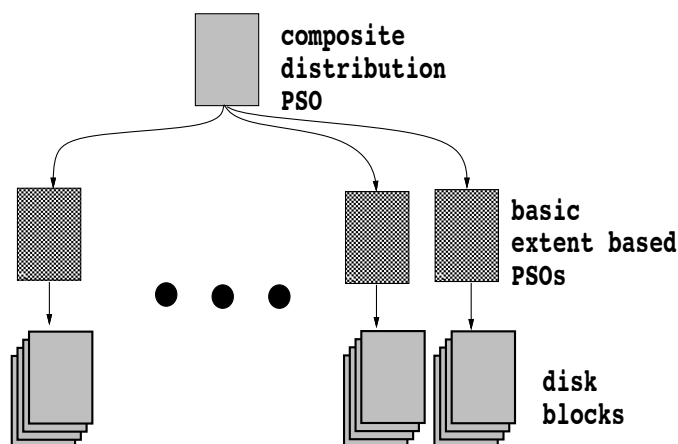 composite
distribution
PSO
basic
extent based
PSOs
disk
blocks